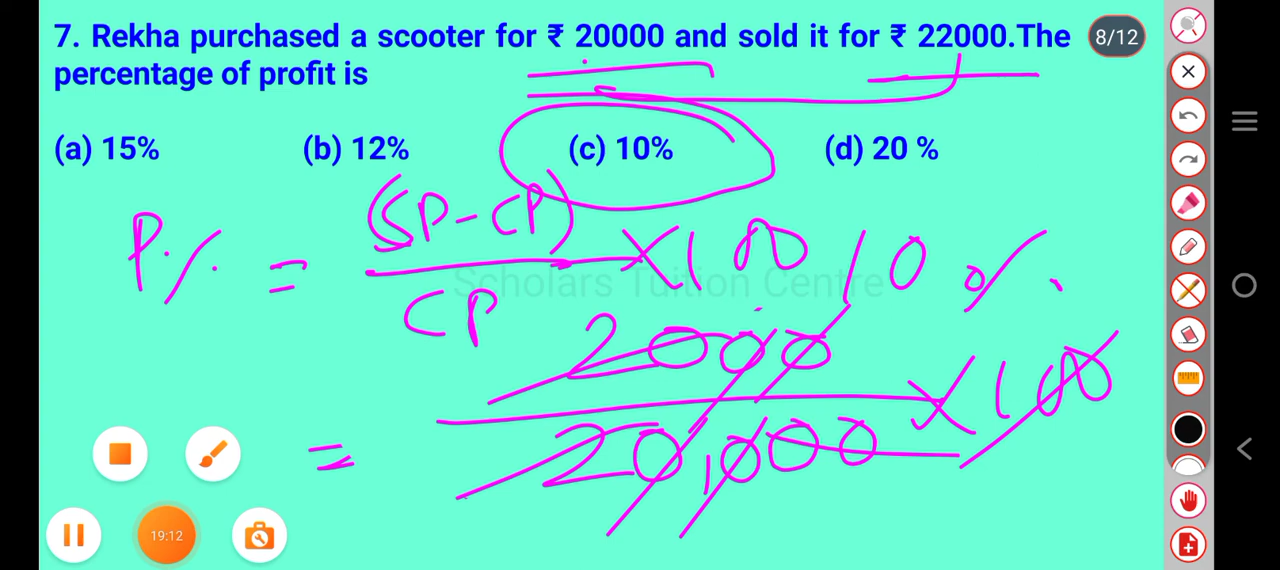 7. Rekha purchased a scooter for ₹ 20000 and sold it for ₹ 22000.The
percentage of profit is
8/12
(a) 15% (b) 12% (c) 10% (d) 20 %
P.% = (SP-CP)/CP ×100 10%.
Scholars Tuition Centre
= 2000/20,000 ×100
19:12